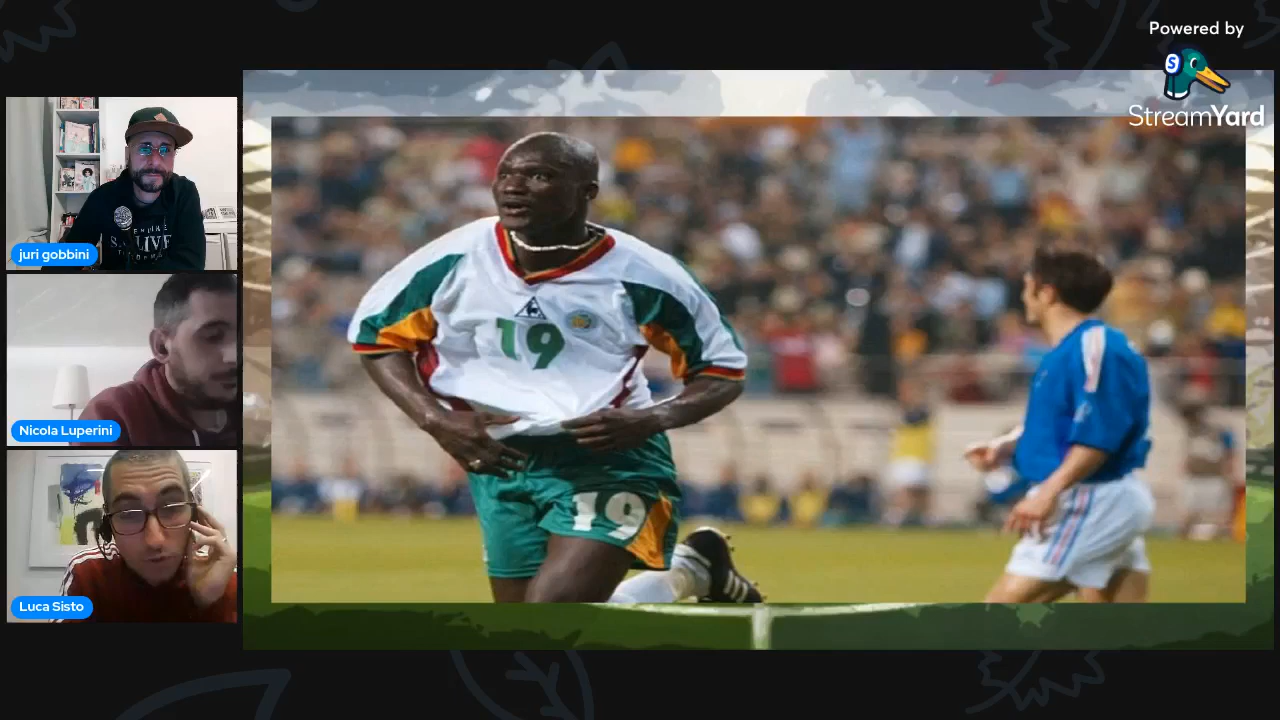 Powered by
StreamYard
juri gobbini
Nicola Luperini
Luca Sisto
19
19